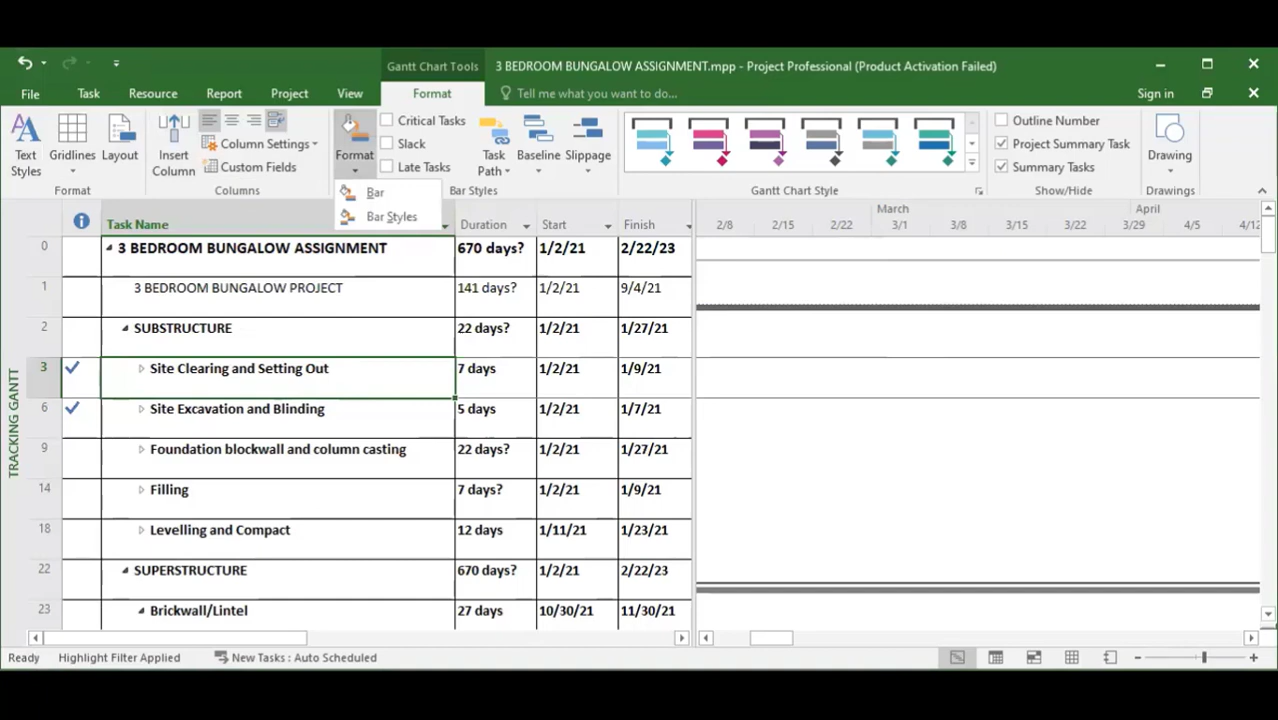 Gantt Chart Tools
3 BEDROOM BUNGALOW ASSIGNMENT.mpp - Project Professional (Product Activation Failed)
File Task Resource Report Project View Format Tell me what you want to do... Sign in
Text Styles
Gridlines
Layout
Format
Insert Column
Column Settings
Custom Fields
Columns
Format
Critical Tasks
Slack
Late Tasks
Bar
Bar Styles
Task Path
Baseline
Slippage
Bar Styles
Gantt Chart Style
Outline Number
Project Summary Task
Summary Tasks
Show/Hide
Drawing
Drawings
Task Name Duration Start Finish
March April
2/8 2/15 2/22 3/1 3/8 3/15 3/22 3/29 4/5 4/12
0 3 BEDROOM BUNGALOW ASSIGNMENT 670 days? 1/2/21 2/22/23
1 3 BEDROOM BUNGALOW PROJECT 141 days? 1/2/21 9/4/21
2 SUBSTRUCTURE 22 days? 1/2/21 1/27/21
3 Site Clearing and Setting Out 7 days 1/2/21 1/9/21
6 Site Excavation and Blinding 5 days 1/2/21 1/7/21
9 Foundation blockwall and column casting 22 days? 1/2/21 1/27/21
14 Filling 7 days? 1/2/21 1/9/21
18 Levelling and Compact 12 days 1/11/21 1/23/21
22 SUPERSTRUCTURE 670 days? 1/2/21 2/22/23
23 Brickwall/Lintel 27 days 10/30/21 11/30/21
TRACKING GANTT
Ready Highlight Filter Applied New Tasks : Auto Scheduled